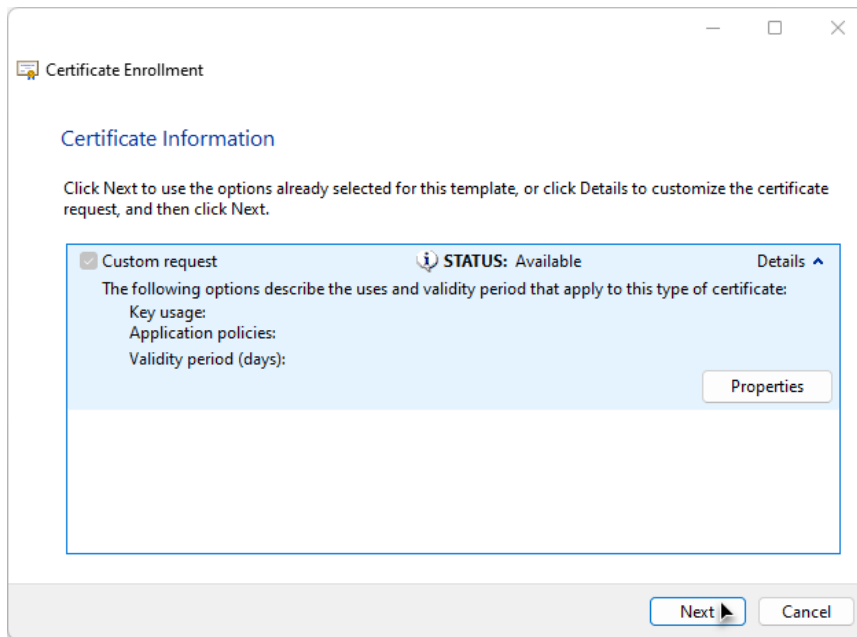 Certificate Enrollment
Certificate Information
Click Next to use the options already selected for this template, or click Details to customize the certificate
request, and then click Next.
Custom request STATUS: Available Details
The following options describe the uses and validity period that apply to this type of certificate:
Key usage:
Application policies:
Validity period (days):
Properties
Next Cancel